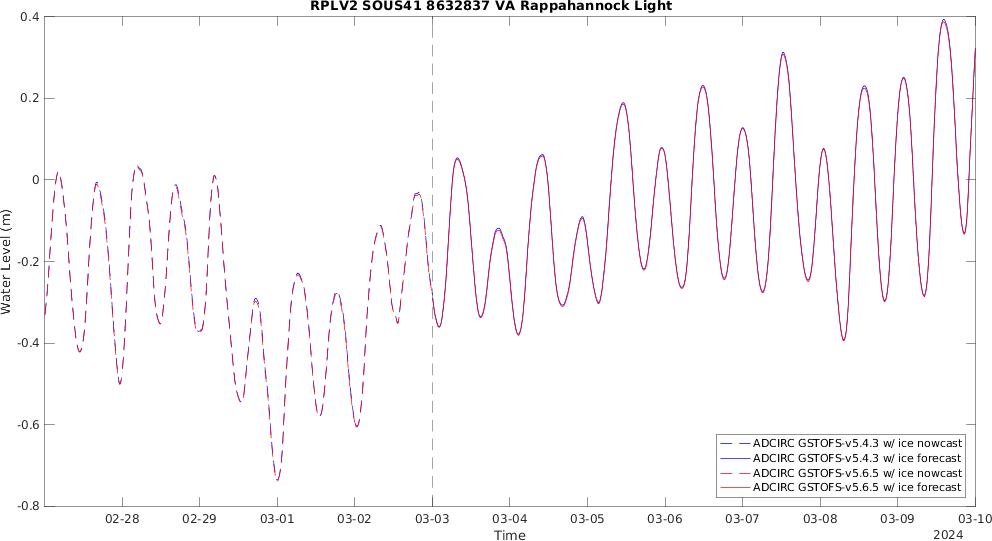 RPLV2 SOUS41 8632837 VA Rappahannock Light
0.4
0.2
0
-0.2
-0.4
-0.6
-0.8
Water Level (m)
ADCIRC GSTOFS-v5.4.3 w/ ice nowcast
ADCIRC GSTOFS-v5.4.3 w/ ice forecast
ADCIRC GSTOFS-v5.6.5 w/ ice nowcast
ADCIRC GSTOFS-v5.6.5 w/ ice forecast
02-28 02-29 03-01 03-02 03-03 03-04 03-05 03-06 03-07 03-08 03-09 03-10
Time
2024